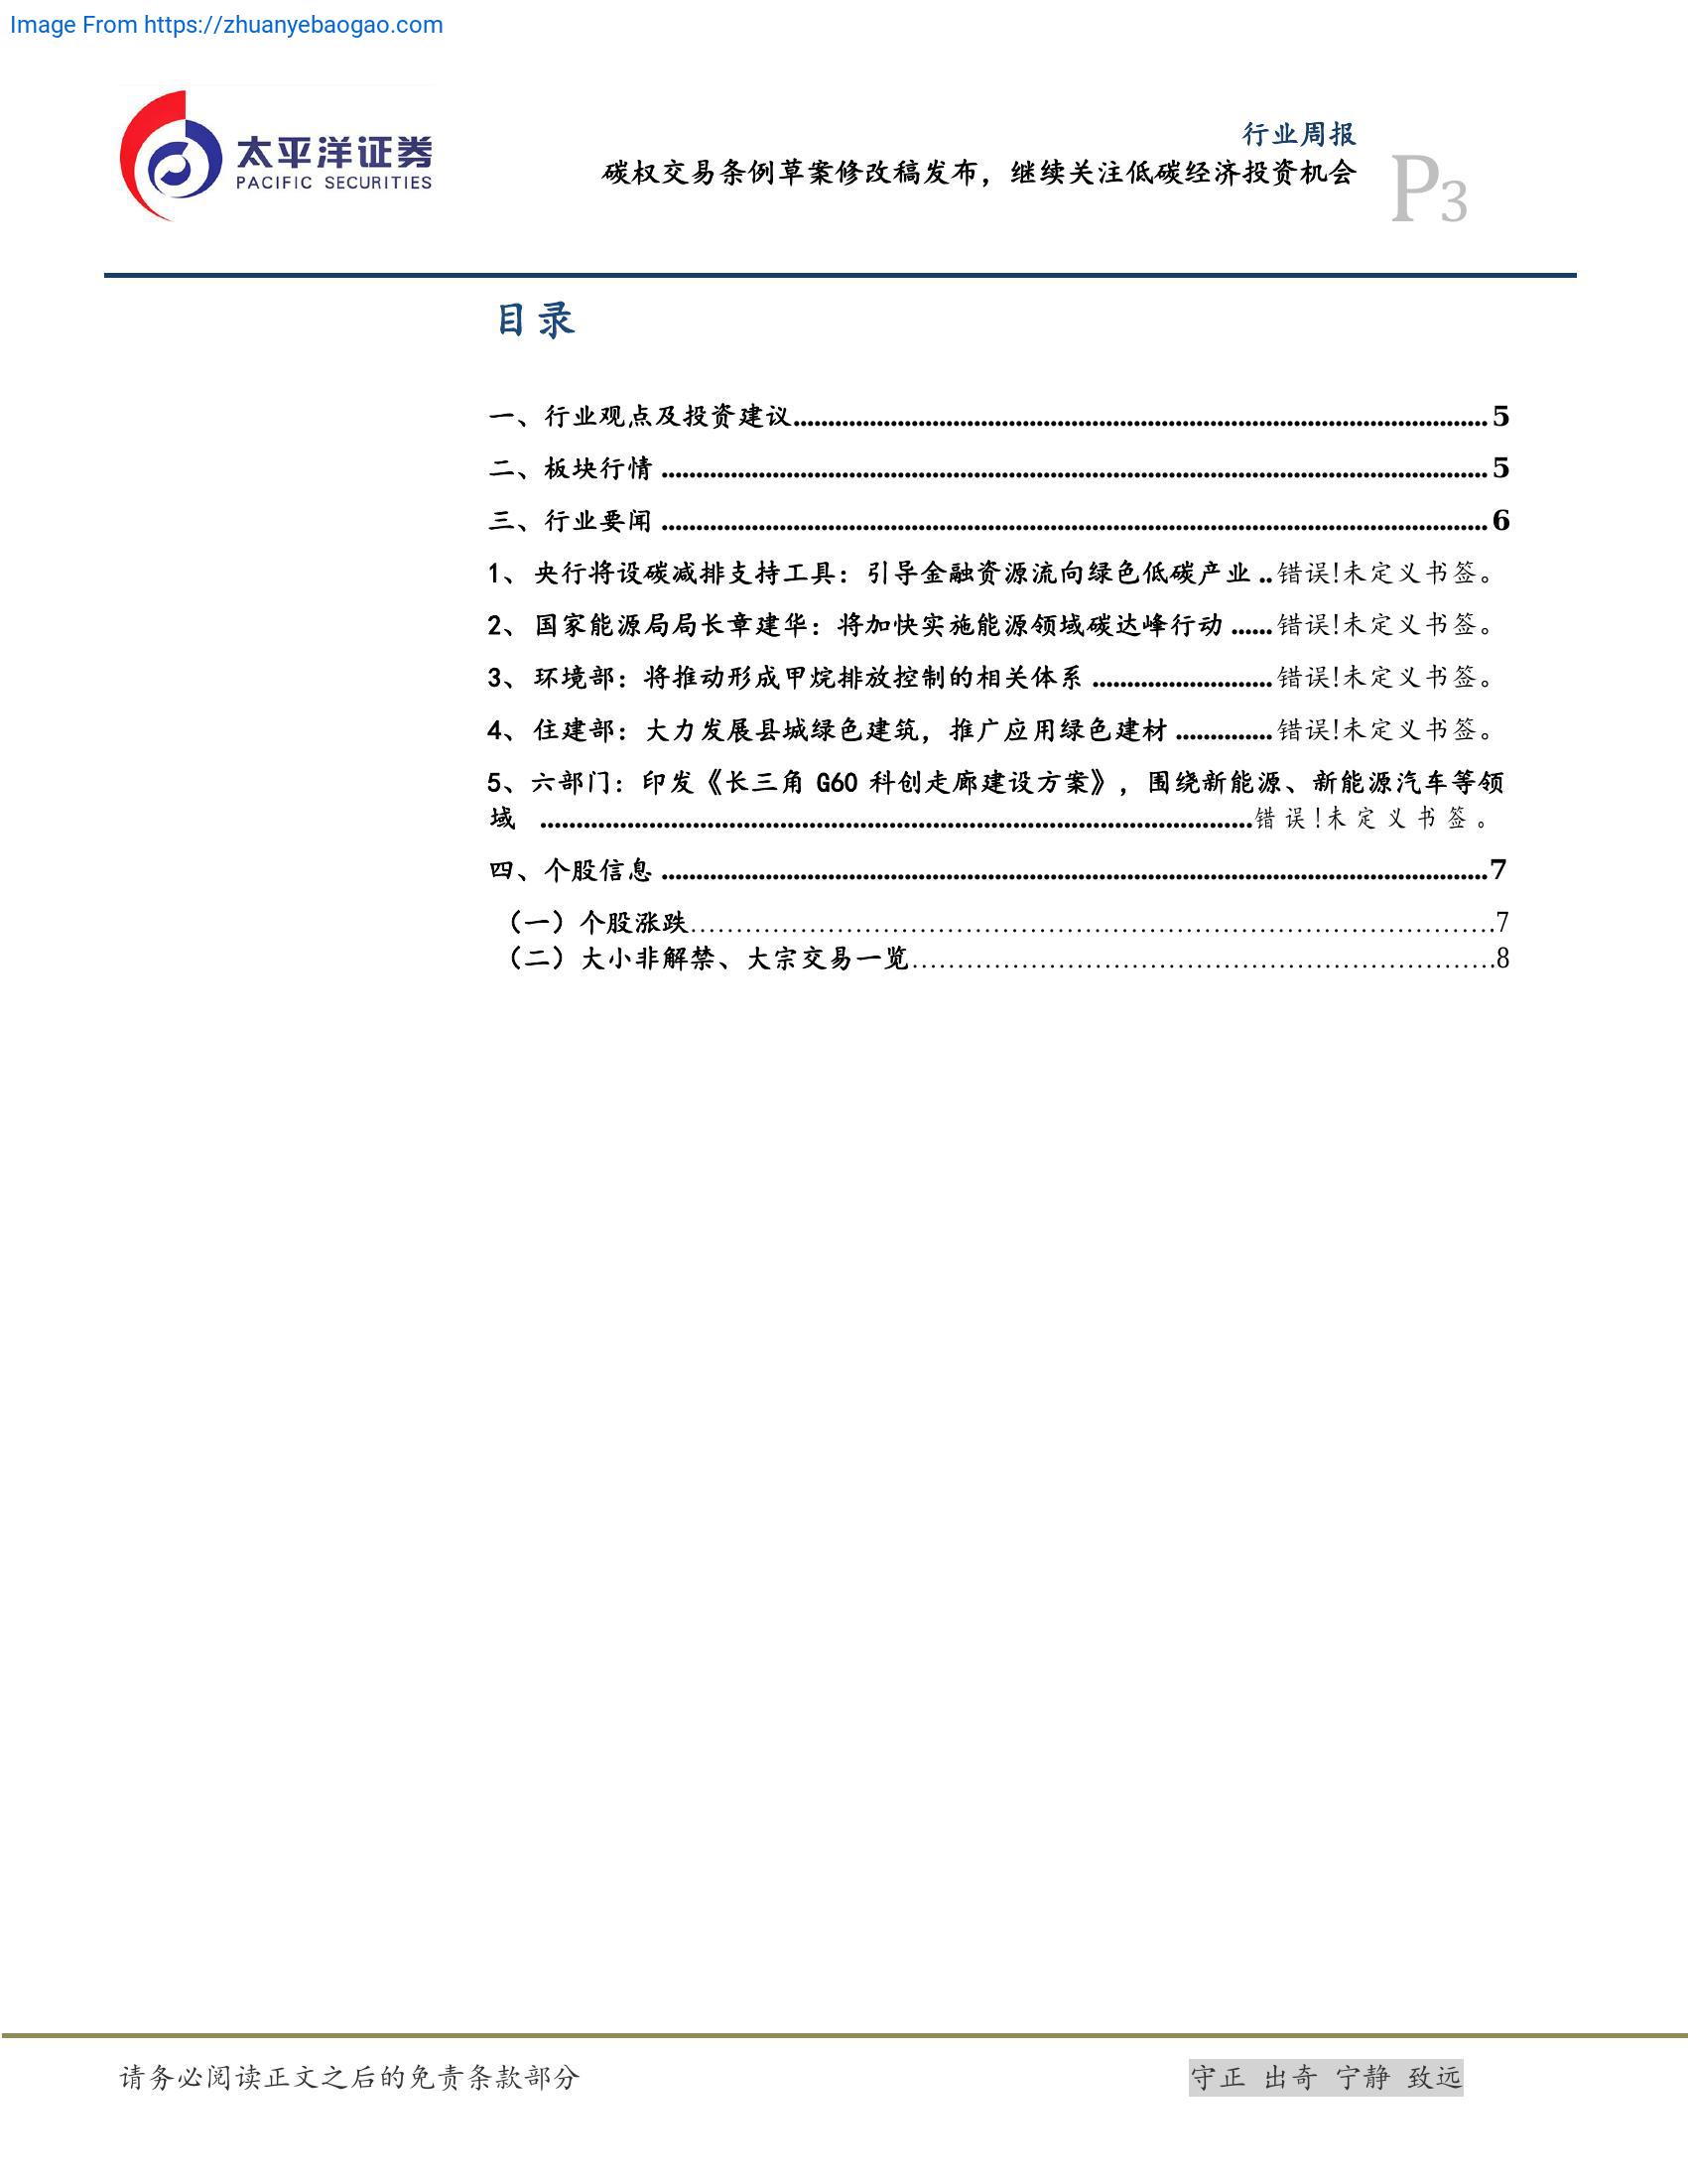 Image From https://zhuanyebaogao.com
太平洋证券
PACIFIC SECURITIES
行业周报
碳权交易条例草案修改稿发布，继续关注低碳经济投资机会
P3
目录
一、行业观点及投资建议.................................................... 5
二、板块行情 .................................................... 5
三、行业要闻 .................................................... 6
1、 央行将设碳减排支持工具：引导金融资源流向绿色低碳产业 ..错误!未定义书签。
2、 国家能源局局长章建华：将加快实施能源领域碳达峰行动 ......错误!未定义书签。
3、 环境部：将推动形成甲烷排放控制的相关体系 ..........................错误!未定义书签。
4、 住建部：大力发展县城绿色建筑，推广应用绿色建材 ..............错误!未定义书签。
5、六部门：印发《长三角 G60 科创走廊建设方案》，围绕新能源、新能源汽车等领
域 ....................................................错误!未定义书签。
四、个股信息 ....................................................7
（一）个股涨跌....................................................7
（二）大小非解禁、大宗交易一览....................................................8
请务必阅读正文之后的免责条款部分
守正 出奇 宁静 致远